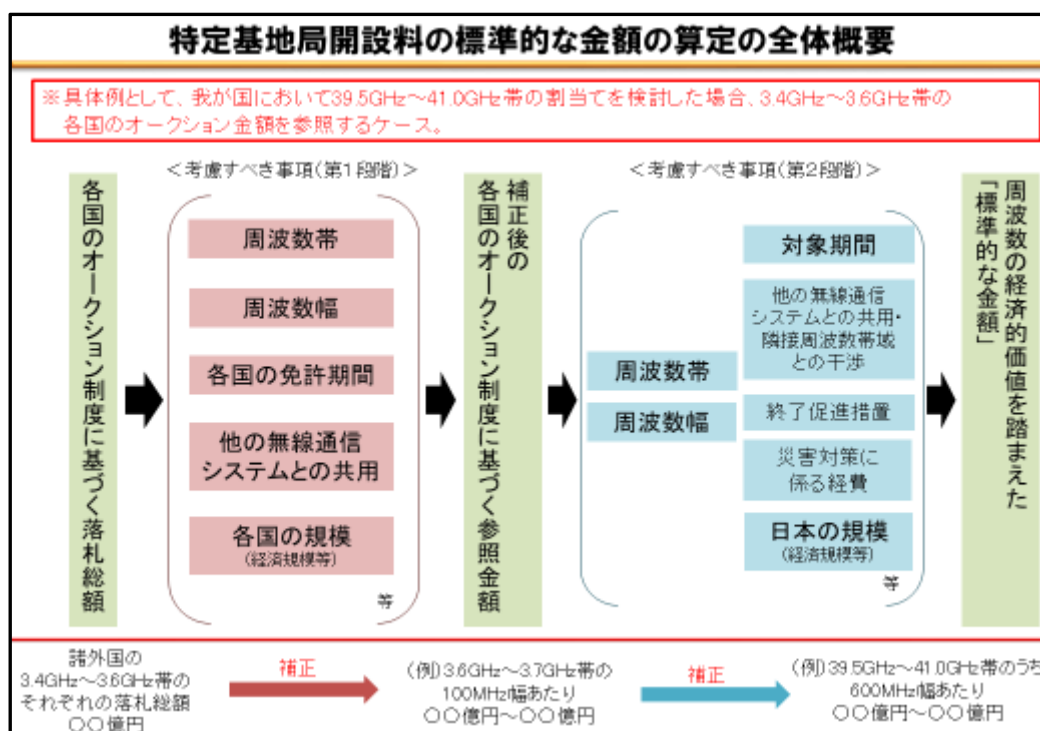 特定基地局開設料の標準的な金額の算定の全体概要
※具体例として、我が国において39.5GHz～41.0GHz帯の割当てを検討した場合、3.4GHz～3.6GHz帯の
各国のオークション金額を参照するケース。
各国のオークション制度に基づく落札総額
＜考慮すべき事項(第1段階)＞
周波数帯
周波数幅
各国の免許期間
他の無線通信
システムとの共用
各国の規模
(経済規模等)
等
補正後の
各国のオークション制度に基づく参照金額
＜考慮すべき事項(第2段階)＞
周波数帯
周波数幅
対象期間
他の無線通信
システムとの共用・
隣接周波数帯域
との干渉
終了促進措置
災害対策に
係る経費
日本の規模
(経済規模等)
等
周波数の経済的価値を踏まえた
「標準的な金額」
諸外国の
3.4GHz～3.6GHz帯の
それぞれの落札総額
〇〇億円
補正
(例)3.6GHz～3.7GHz帯の
100MHz幅あたり
〇〇億円～〇〇億円
補正
(例)39.5GHz～41.0GHz帯のうち
600MHz幅あたり
〇〇億円～〇〇億円